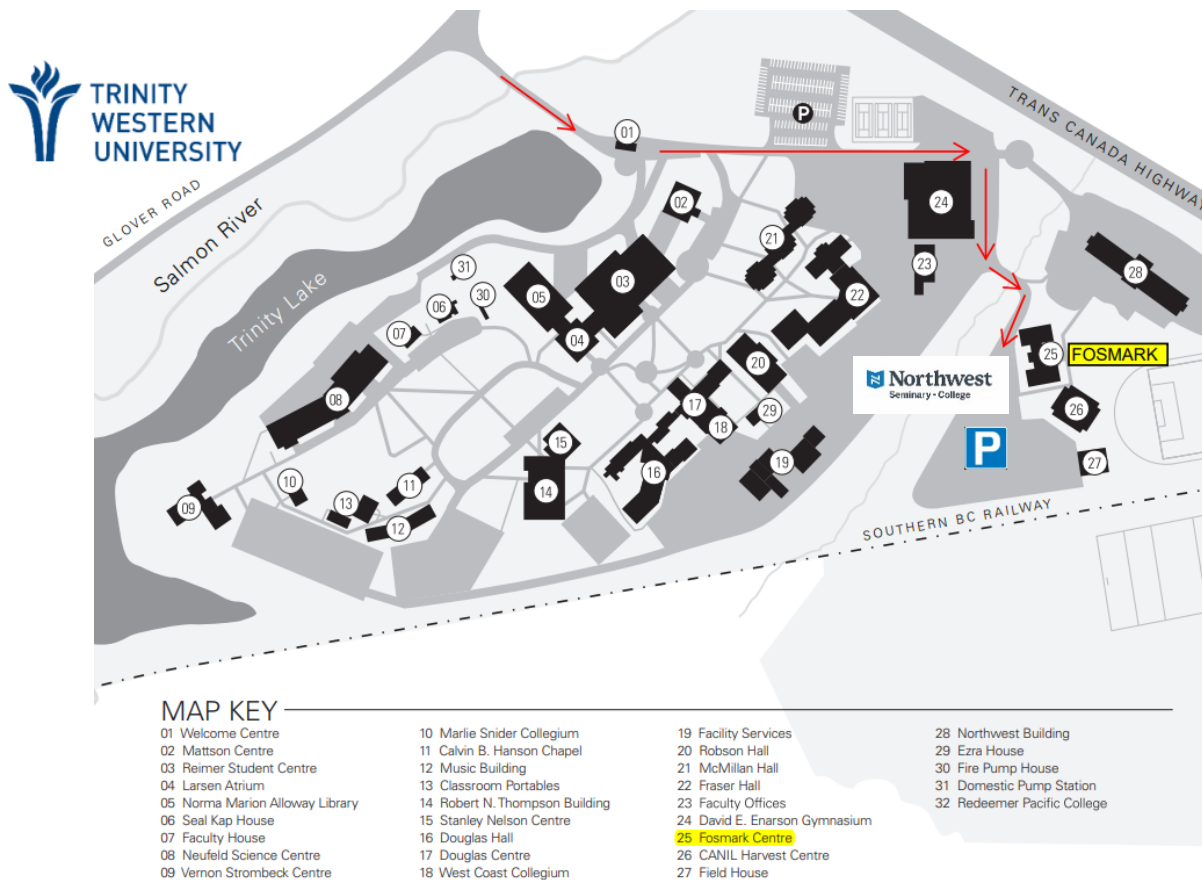 TRINITY
WESTERN
UNIVERSITY
GLOVER ROAD
Salmon River
Trinity Lake
TRANS CANADA HIGHWAY
P
01
02
24
21
23
28
31
03
05
30
06
22
07
04
25 FOSMARK
20
Northwest
Seminary - College
08
17
29
26
18
15
P
19
16
27
10
11
14
13
09
12
SOUTHERN BC RAILWAY
MAP KEY
01 Welcome Centre
02 Mattson Centre
03 Reimer Student Centre
04 Larsen Atrium
05 Norma Marion Alloway Library
06 Seal Kap House
07 Faculty House
08 Neufeld Science Centre
09 Vernon Strombeck Centre
10 Marlie Snider Collegium
11 Calvin B. Hanson Chapel
12 Music Building
13 Classroom Portables
14 Robert N. Thompson Building
15 Stanley Nelson Centre
16 Douglas Hall
17 Douglas Centre
18 West Coast Collegium
19 Facility Services
20 Robson Hall
21 McMillan Hall
22 Fraser Hall
23 Faculty Offices
24 David E. Enarson Gymnasium
25 Fosmark Centre
26 CANIL Harvest Centre
27 Field House
28 Northwest Building
29 Ezra House
30 Fire Pump House
31 Domestic Pump Station
32 Redeemer Pacific College